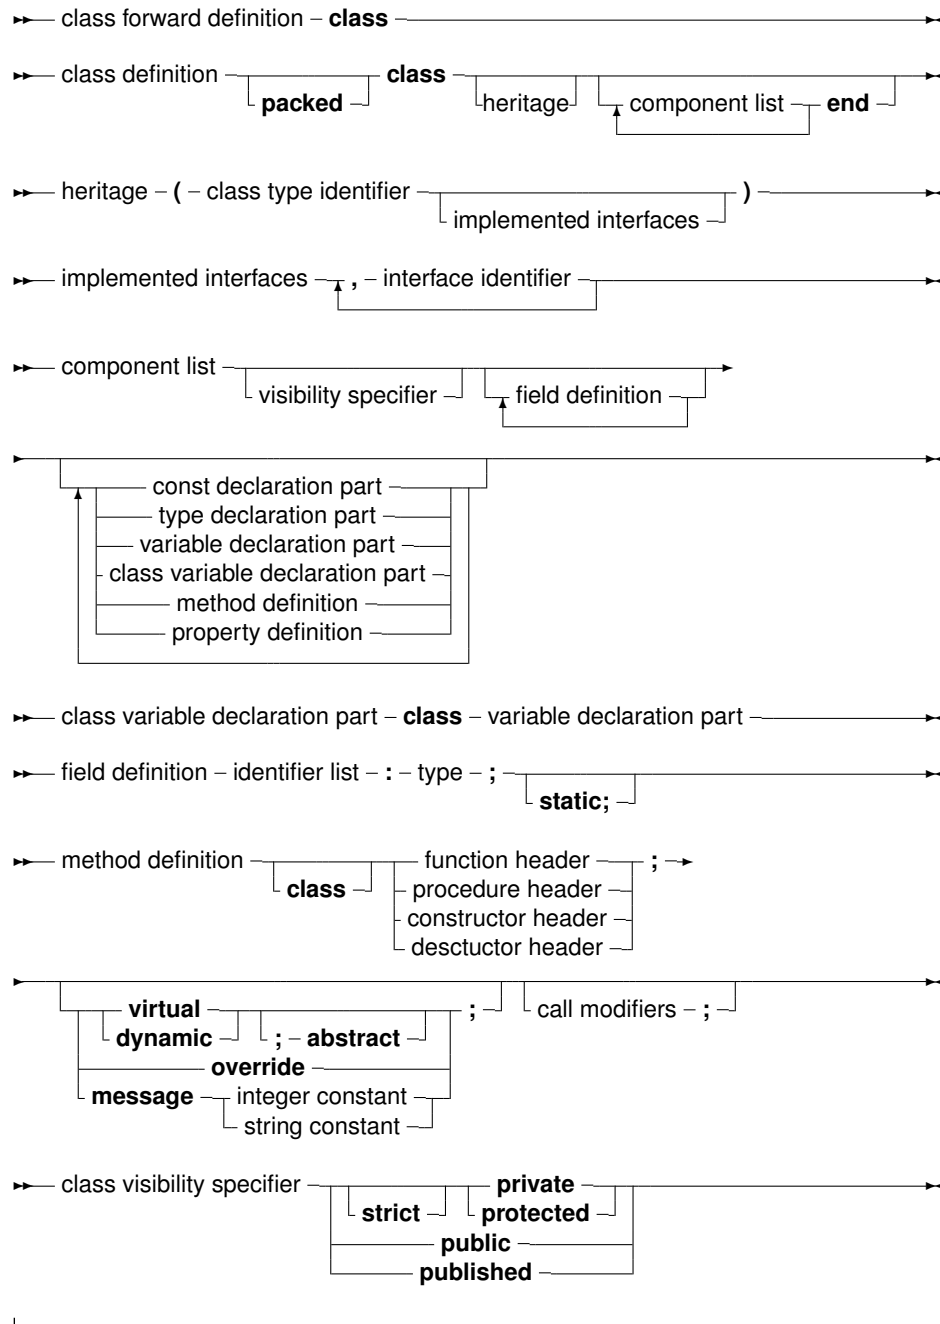 class forward definition – class
class definition class
packed heritage component list end
heritage – ( – class type identifier )
implemented interfaces
implemented interfaces , – interface identifier
component list
visibility specifier field definition
const declaration part
type declaration part
variable declaration part
class variable declaration part
method definition
property definition
class variable declaration part – class – variable declaration part
field definition – identifier list – : – type – ;
static;
method definition function header ;
class procedure header
constructor header
desctuctor header
virtual ; call modifiers – ;
dynamic ; – abstract
override
message integer constant
string constant
class visibility specifier private
strict protected
public
published